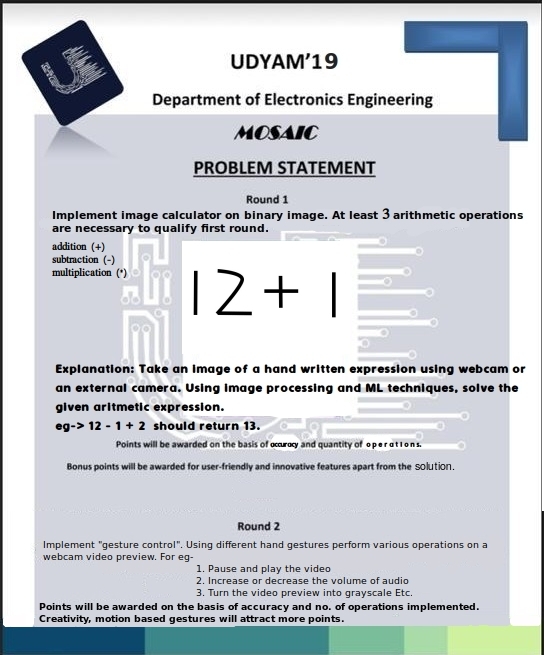 UDYAM'19
Department of Electronics Engineering
MOSAIC
PROBLEM STATEMENT
Round 1
Implement image calculator on binary image. At least 3 arithmetic operations
are necessary to qualify first round.
addition (+)
subtraction (-)
multiplication (*)
12 + 1
Explanation: Take an image of a hand written expression using webcam or
an external camera. Using image processing and ML techniques, solve the
given aritmetic expression.
eg-> 12 - 1 + 2 should return 13.
Points will be awarded on the basis of accuracy and quantity of operations.
Bonus points will be awarded for user-friendly and innovative features apart from the solution.
Round 2
Implement "gesture control". Using different hand gestures perform various operations on a
webcam video preview. For eg-
1. Pause and play the video
2. Increase or decrease the volume of audio
3. Turn the video preview into grayscale Etc.
Points will be awarded on the basis of accuracy and no. of operations implemented.
Creativity, motion based gestures will attract more points.